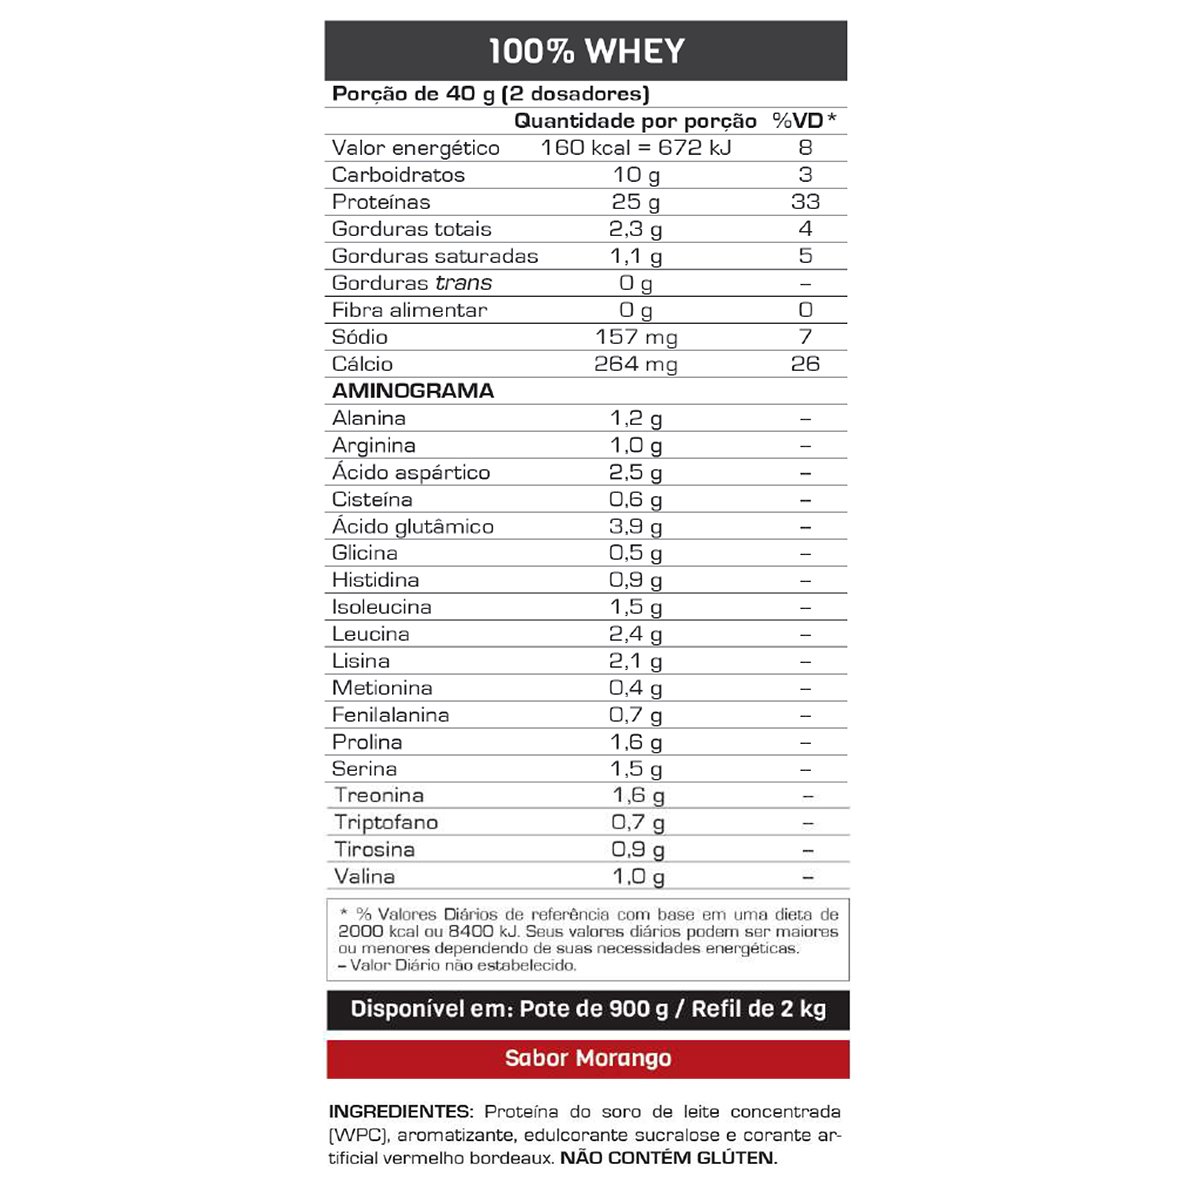 100% WHEY
Porção de 40 g (2 dosadores)
Quantidade por porção %VD*
Valor energético 160 kcal = 672 kJ 8
Carboidratos 10 g 3
Proteínas 25 g 33
Gorduras totais 2,3 g 4
Gorduras saturadas 1,1 g 5
Gorduras trans 0 g –
Fibra alimentar 0 g 0
Sódio 157 mg 7
Cálcio 264 mg 26
AMINOGRAMA
Alanina 1,2 g –
Arginina 1,0 g –
Ácido aspártico 2,5 g –
Cisteína 0,6 g –
Ácido glutâmico 3,9 g –
Glicina 0,5 g –
Histidina 0,9 g –
Isoleucina 1,5 g –
Leucina 2,4 g –
Lisina 2,1 g –
Metionina 0,4 g –
Fenilalanina 0,7 g –
Prolina 1,6 g –
Serina 1,5 g –
Treonina 1,6 g –
Triptofano 0,7 g –
Tirosina 0,9 g –
Valina 1,0 g –
* % Valores Diários de referência com base em uma dieta de
2000 kcal ou 8400 kJ. Seus valores diários podem ser maiores
ou menores dependendo de suas necessidades energéticas.
– Valor Diário não estabelecido.
Disponível em: Pote de 900 g / Refil de 2 kg
Sabor Morango
INGREDIENTES: Proteína do soro de leite concentrada
(WPC), aromatizante, edulcorante sucralose e corante ar-
tificial vermelho bordeaux. NÃO CONTÉM GLÚTEN.